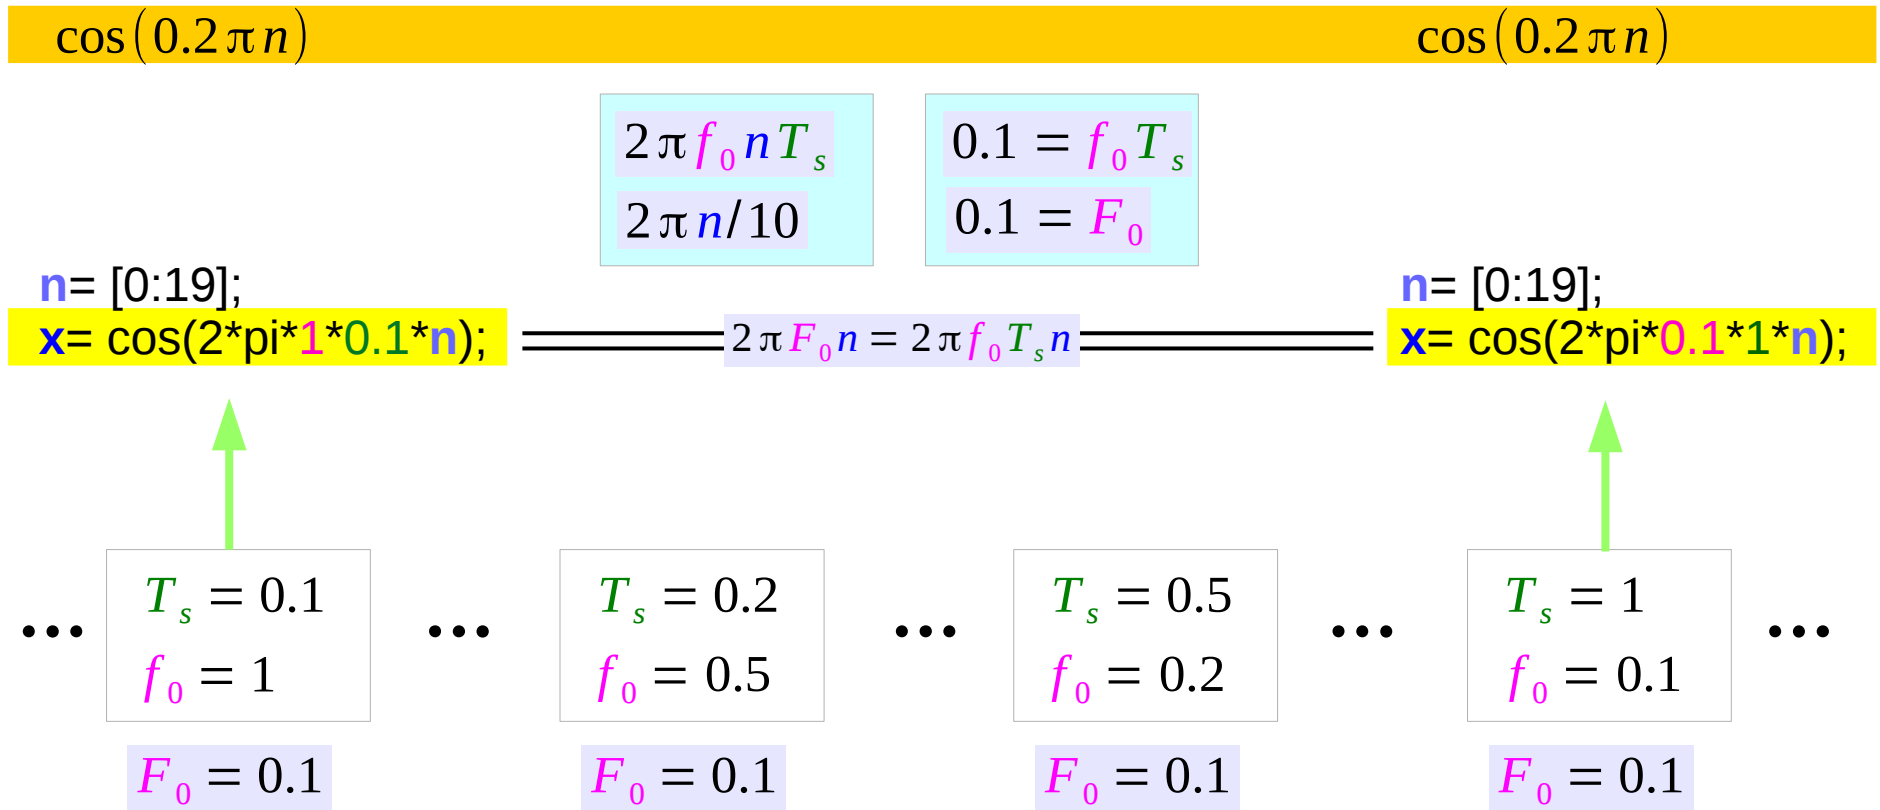 cos(0.2πn) cos(0.2πn)
2πf₀nTₛ 0.1 = f₀Tₛ
2πn/10 0.1 = F₀
n= [0:19]; n= [0:19];
x= cos(2*pi*1*0.1*n); 2πF₀n = 2πf₀Tₛn x= cos(2*pi*0.1*1*n);
Tₛ = 0.1 Tₛ = 0.2 Tₛ = 0.5 Tₛ = 1
••• ••• ••• ••• •••
f₀ = 1 f₀ = 0.5 f₀ = 0.2 f₀ = 0.1
F₀ = 0.1 F₀ = 0.1 F₀ = 0.1 F₀ = 0.1